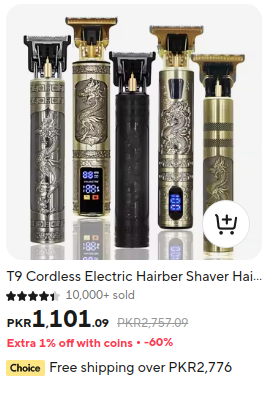 T9 Cordless Electric Hairber Shaver Hai...
10,000+ sold
PKR1,101.09 PKR2,757.09
Extra 1% off with coins • -60%
Choice Free shipping over PKR2,776